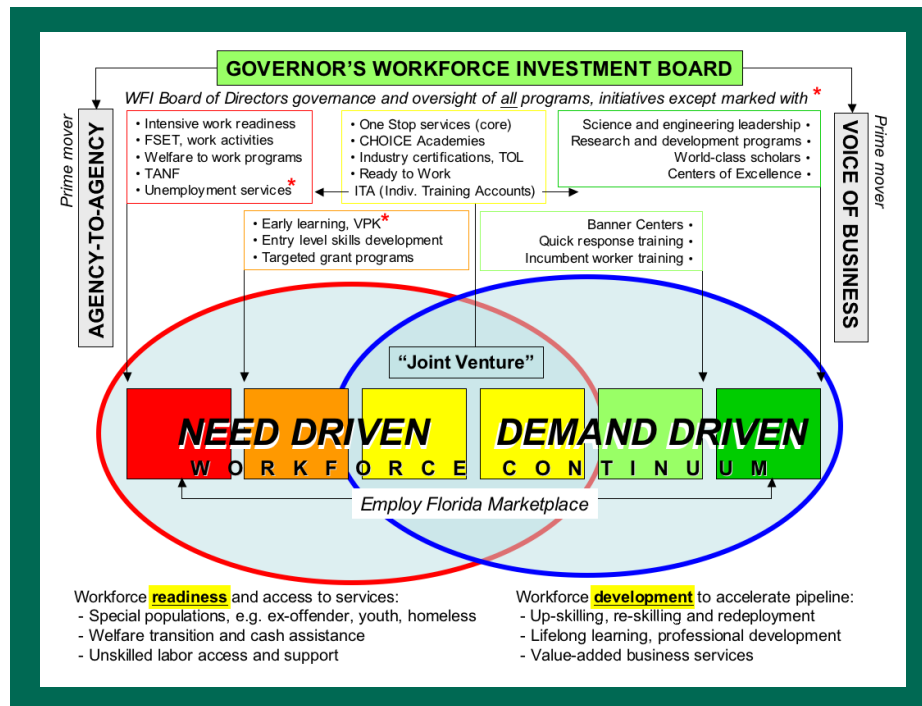 GOVERNOR'S WORKFORCE INVESTMENT BOARD
WFI Board of Directors governance and oversight of all programs, initiatives except marked with *
Prime mover
AGENCY-TO-AGENCY
• Intensive work readiness
• FSET, work activities
• Welfare to work programs
• TANF
• Unemployment services*
• One Stop services (core)
• CHOICE Academies
• Industry certifications, TOL
• Ready to Work
ITA (Indiv. Training Accounts)
Science and engineering leadership •
Research and development programs •
World-class scholars •
Centers of Excellence •
Prime mover
VOICE OF BUSINESS
• Early learning, VPK*
• Entry level skills development
• Targeted grant programs
Banner Centers •
Quick response training •
Incumbent worker training •
“Joint Venture”
NEED DRIVEN DEMAND DRIVEN
WORKFORCE CONTINUUM
Employ Florida Marketplace
Workforce readiness and access to services:
- Special populations, e.g. ex-offender, youth, homeless
- Welfare transition and cash assistance
- Unskilled labor access and support
Workforce development to accelerate pipeline:
- Up-skilling, re-skilling and redeployment
- Lifelong learning, professional development
- Value-added business services